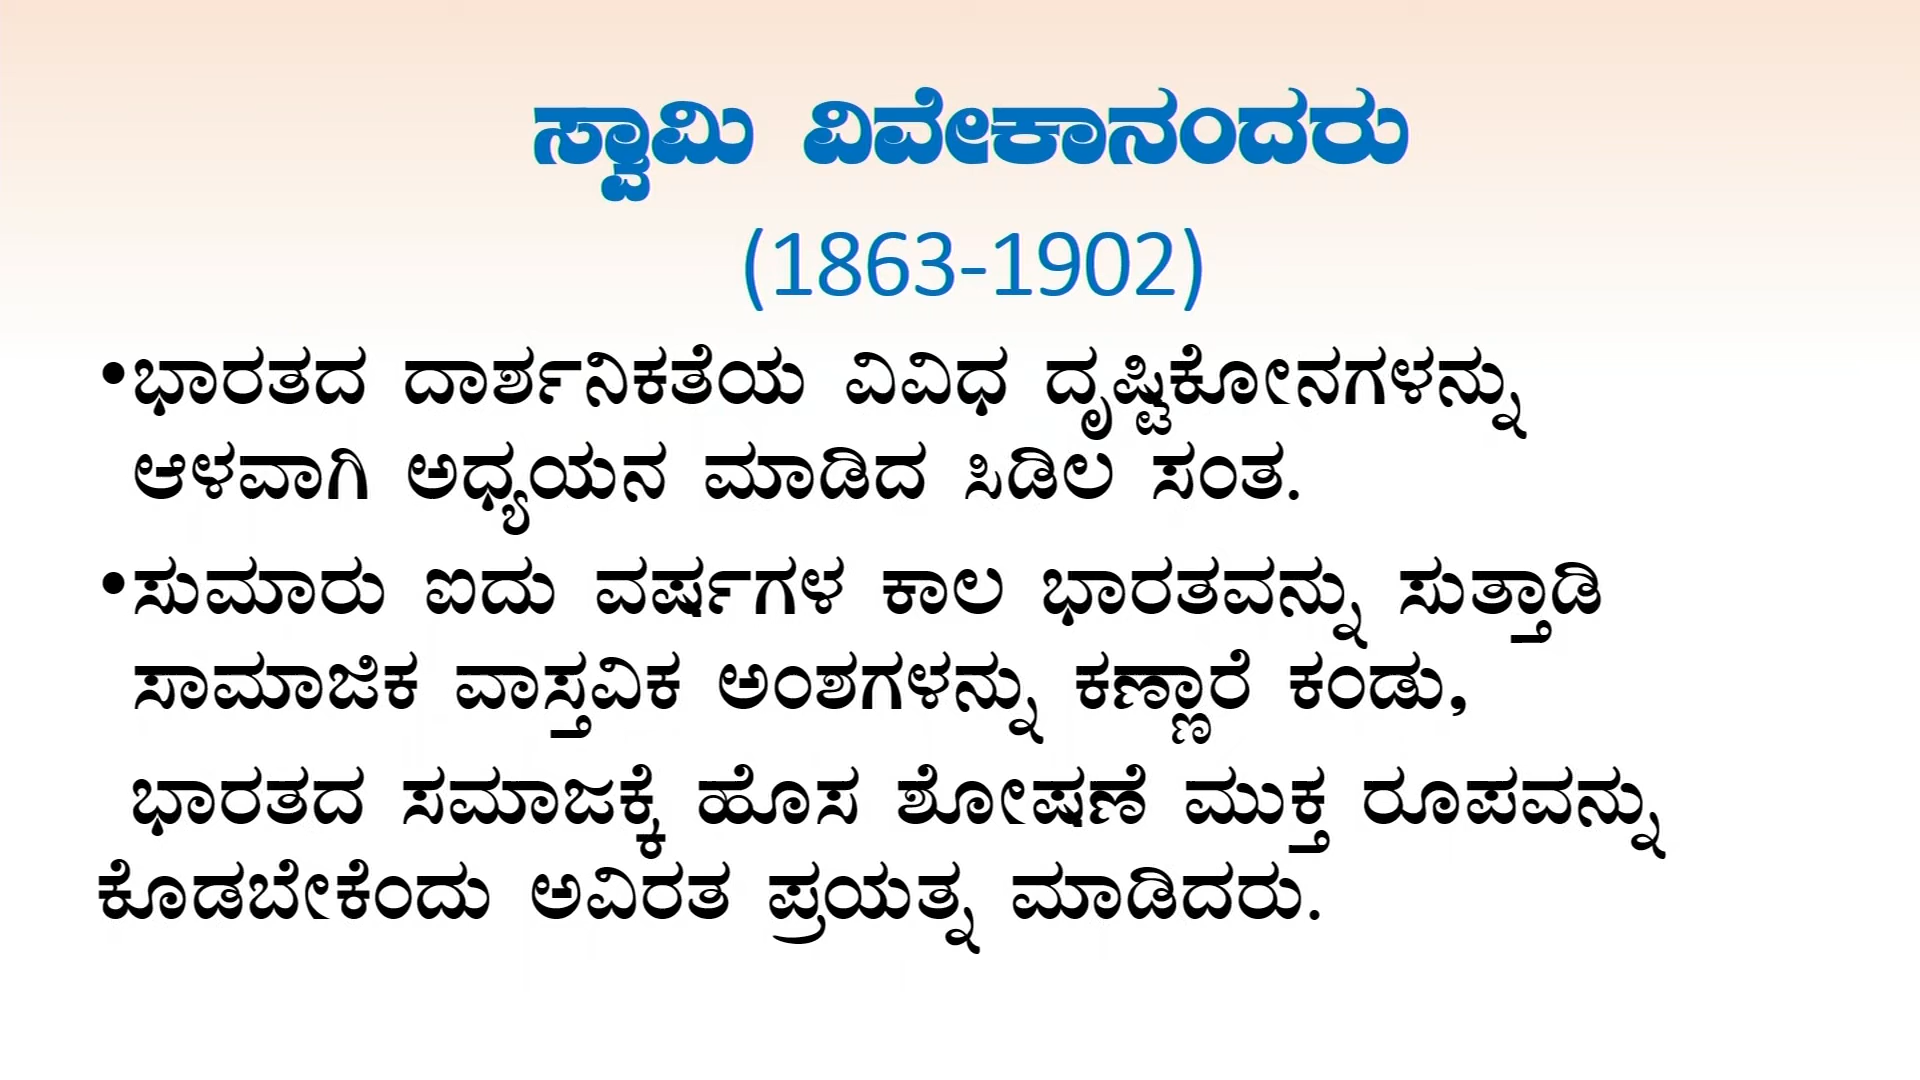 ಸ್ವಾಮಿ ವಿವೇಕಾನಂದರು
(1863-1902)
•ಭಾರತದ ದಾರ್ಶನಿಕತೆಯ ವಿವಿಧ ದೃಷ್ಟಿಕೋನಗಳನ್ನು
ಆಳವಾಗಿ ಅಧ್ಯಯನ ಮಾಡಿದ ಸಿಡಿಲ ಸಂತ.
•ಸುಮಾರು ಐದು ವರ್ಷಗಳ ಕಾಲ ಭಾರತವನ್ನು ಸುತ್ತಾಡಿ
ಸಾಮಾಜಿಕ ವಾಸ್ತವಿಕ ಅಂಶಗಳನ್ನು ಕಣ್ಣಾರೆ ಕಂಡು,
ಭಾರತದ ಸಮಾಜಕ್ಕೆ ಹೊಸ ಶೋಷಣೆ ಮುಕ್ತ ರೂಪವನ್ನು
ಕೊಡಬೇಕೆಂದು ಅವಿರತ ಪ್ರಯತ್ನ ಮಾಡಿದರು.